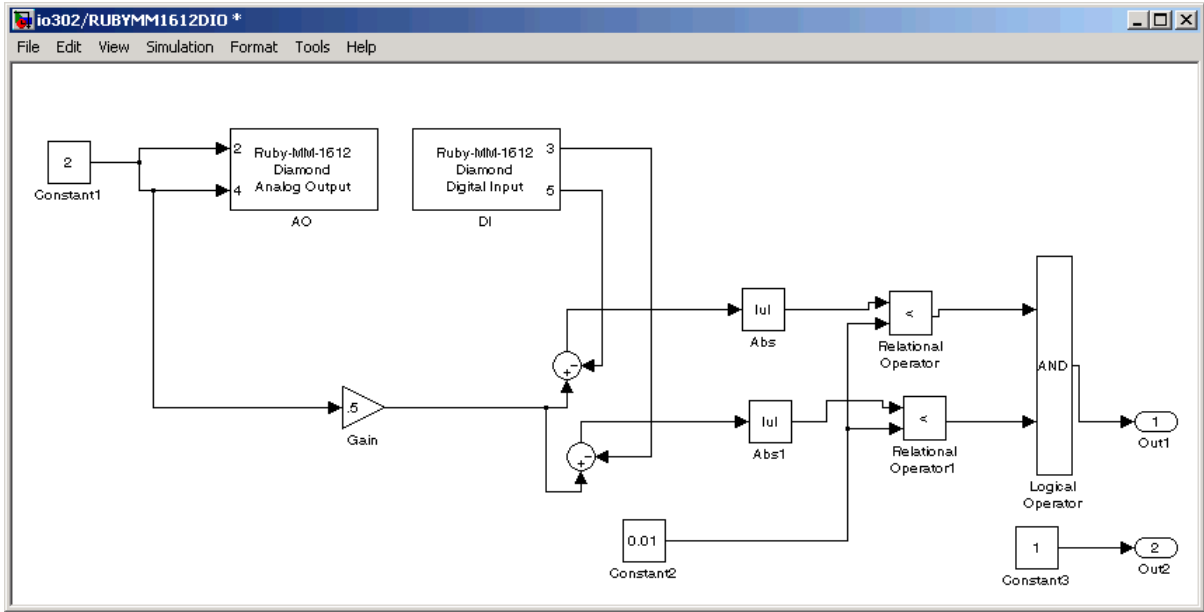 io302/RUBYMM1612DIO *
File Edit View Simulation Format Tools Help
2
Constant1
2
4
Ruby-MM-1612
Diamond
Analog Output
AO
Ruby-MM-1612
Diamond
Digital Input
3
5
DI
|u|
Abs
<
Relational
Operator
-
+
AND
.5
Gain
|u|
Abs1
<
Relational
Operator1
-
+
1
Out1
Logical
Operator
0.01
Constant2
1
Constant3
2
Out2